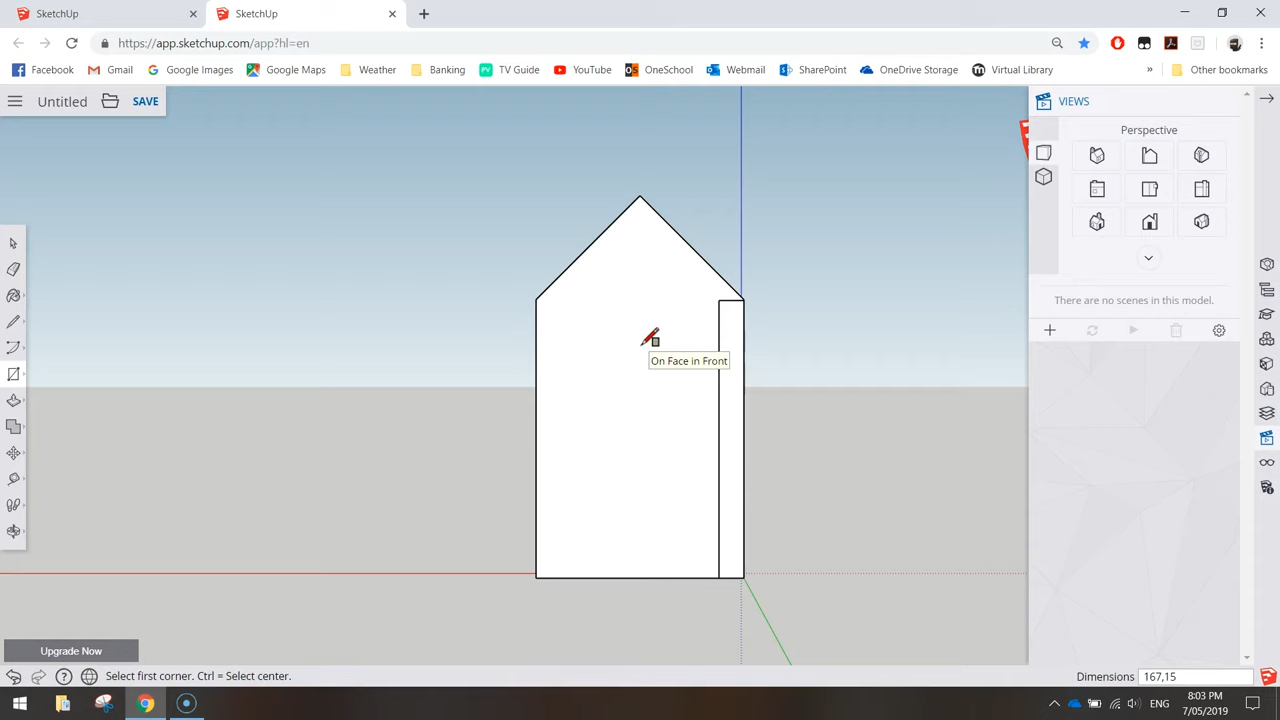 SketchUp
SketchUp
https://app.sketchup.com/app?hl=en
Facebook
Gmail
Google Images
Google Maps
Weather
Banking
PV TV Guide
YouTube
OneSchool
Webmail
SharePoint
OneDrive Storage
Virtual Library
»
Other bookmarks
Untitled
SAVE
VIEWS
Perspective
There are no scenes in this model.
On Face in Front
Upgrade Now
Select first corner. Ctrl = Select center.
Dimensions 167,15
ENG
8:03 PM
7/05/2019